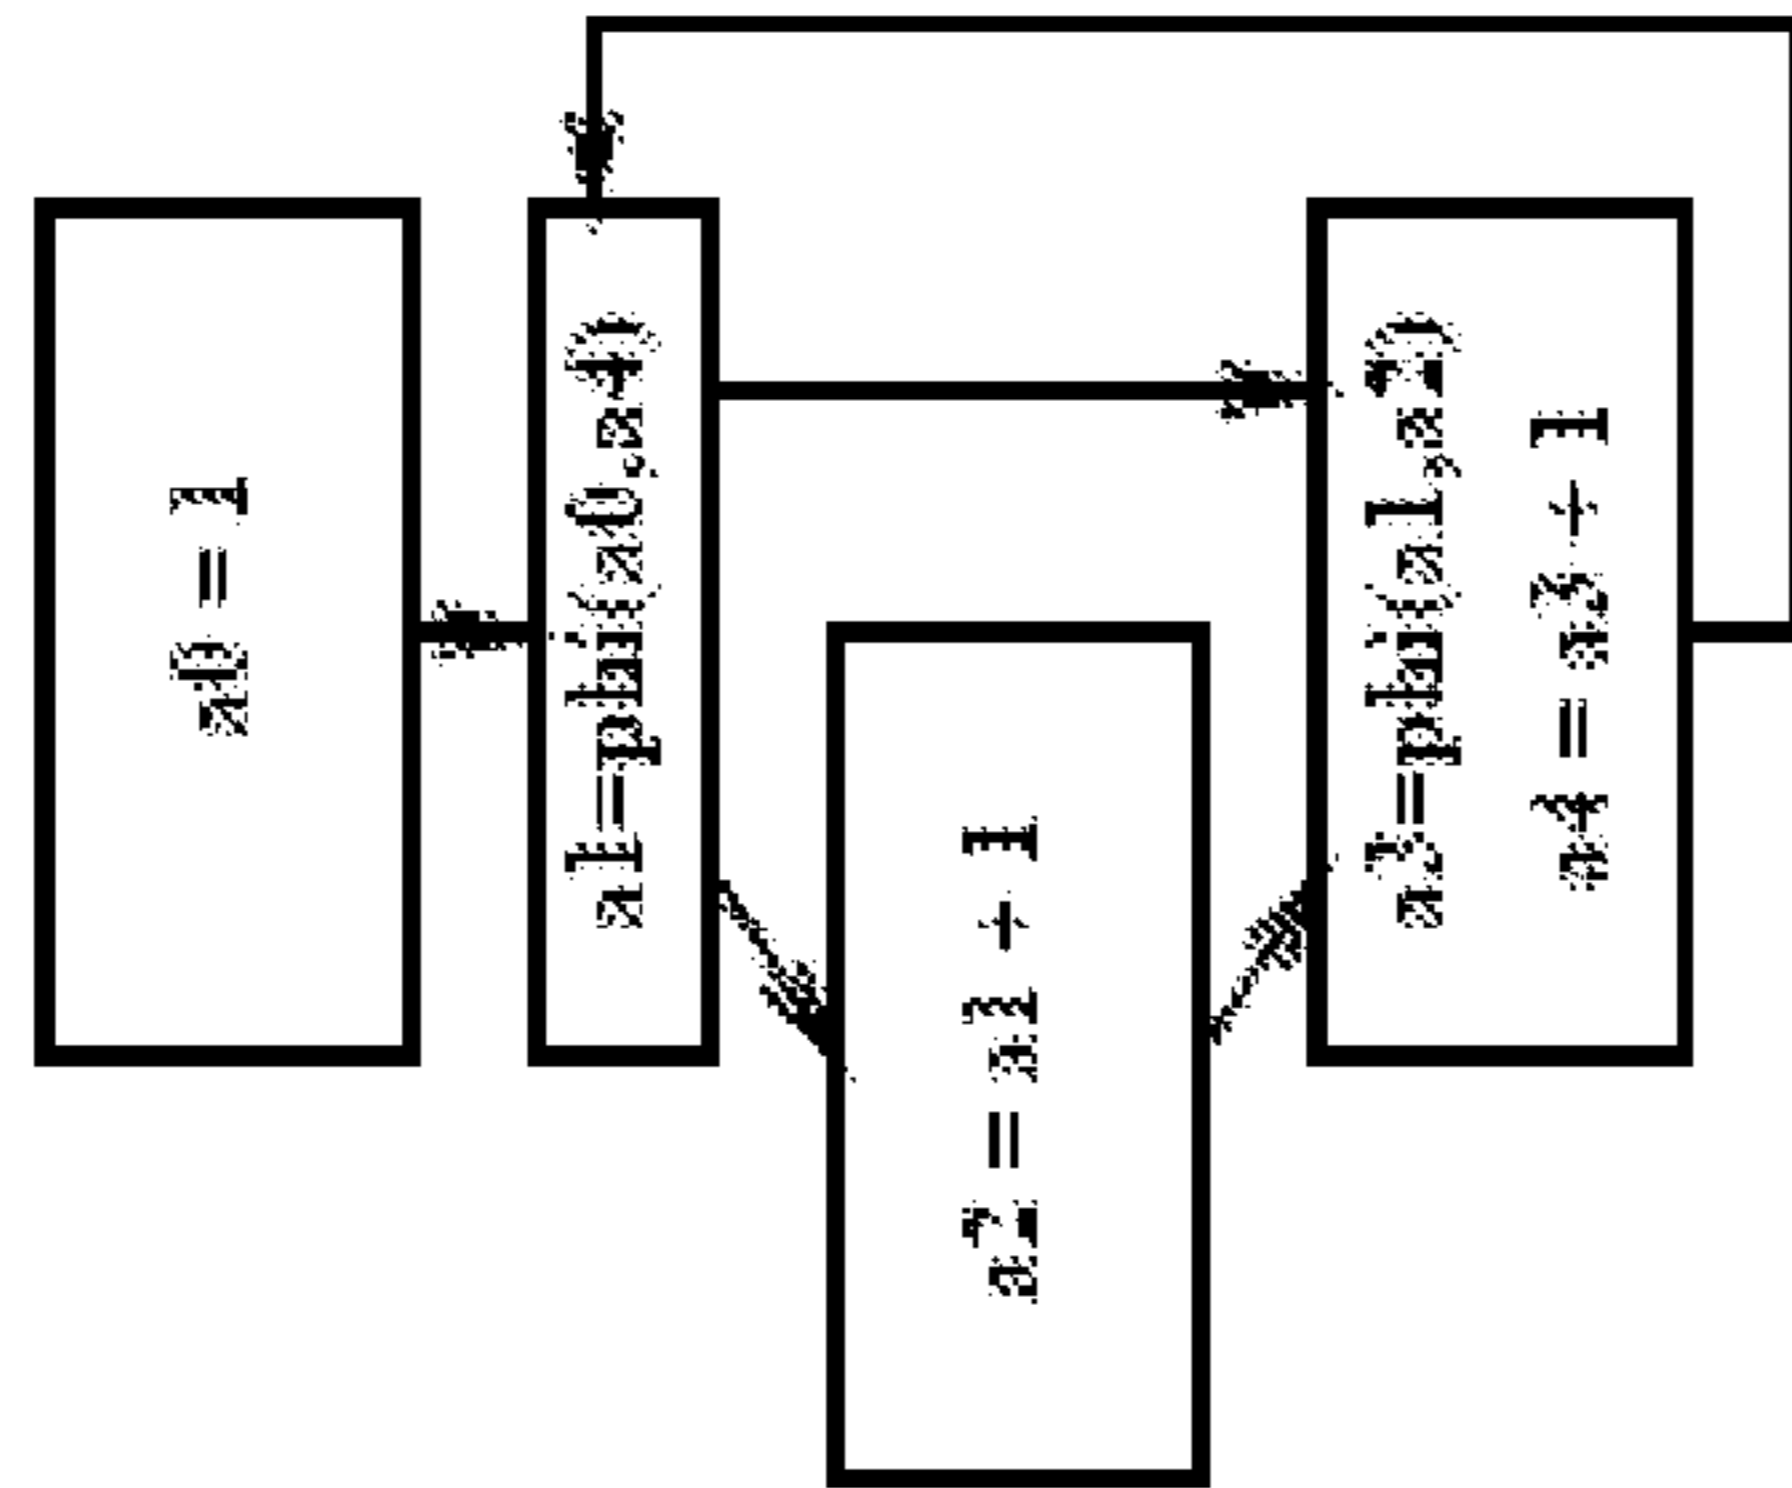 a0 = 1
a1=phi(a0,a4)
a2 = a1 + 1
a3=phi(a1,a2)
a4 = a3 + 1